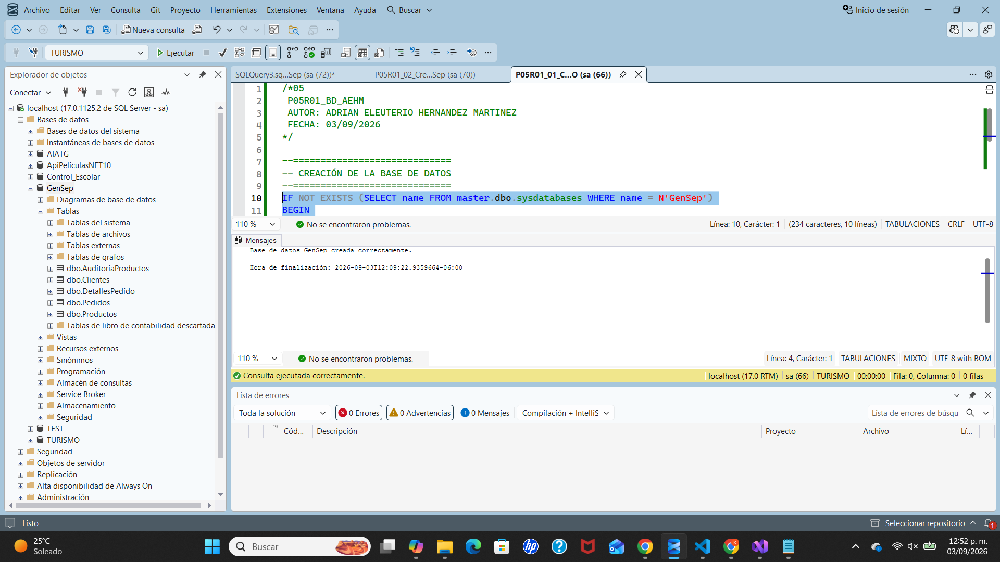 Archivo Editar Ver Consulta Git Proyecto Herramientas Extensiones Ventana Ayuda Buscar Inicio de sesión
Nueva consulta
TURISMO Ejecutar
Explorador de objetos
Conectar
localhost (17.0.1125.2 de SQL Server - sa)
Bases de datos
Bases de datos del sistema
Instantáneas de bases de datos
AIATG
ApiPeliculasNET10
Control_Escolar
GenSep
Diagramas de base de datos
Tablas
Tablas del sistema
Tablas de archivos
Tablas externas
Tablas de grafos
dbo.AuditoriaProductos
dbo.Clientes
dbo.DetallesPedido
dbo.Pedidos
dbo.Productos
Tablas de libro de contabilidad descartada
Vistas
Recursos externos
Sinónimos
Programación
Almacén de consultas
Service Broker
Almacenamiento
Seguridad
TEST
TURISMO
Seguridad
Objetos de servidor
Replicación
Alta disponibilidad de Always On
Administración
SQLQuery3.sq...Sep (sa (72))* P05R01_02_Cre...Sep (sa (70)) P05R01_01_C...O (sa (66))
1 /*05
2 P05R01_BD_AEHM
3 AUTOR: ADRIAN ELEUTERIO HERNANDEZ MARTINEZ
4 FECHA: 03/09/2026
5 */
6
7 --=============================
8 -- CREACIÓN DE LA BASE DE DATOS
9 --=============================
10 IF NOT EXISTS (SELECT name FROM master.dbo.sysdatabases WHERE name = N'GenSep')
11 BEGIN
110 % No se encontraron problemas. Línea: 10, Carácter: 1 (234 caracteres, 10 líneas) TABULACIONES CRLF UTF-8
Mensajes
Base de datos GenSep creada correctamente.
Hora de finalización: 2026-09-03T12:09:22.9359664-06:00
110 % No se encontraron problemas. Línea: 4, Carácter: 1 TABULACIONES MIXTO UTF-8 with BOM
Consulta ejecutada correctamente. localhost (17.0 RTM) sa (66) TURISMO 00:00:00 Fila: 0, Columna: 0 0 filas
Lista de errores
Toda la solución 0 Errores 0 Advertencias 0 Mensajes Compilación + IntelliS Lista de errores de búsqu
Cód... Descripción Proyecto Archivo Lí...
Listo Seleccionar repositorio 1
25°C
Soleado
Buscar
hp
K
12:52 p. m.
03/09/2026